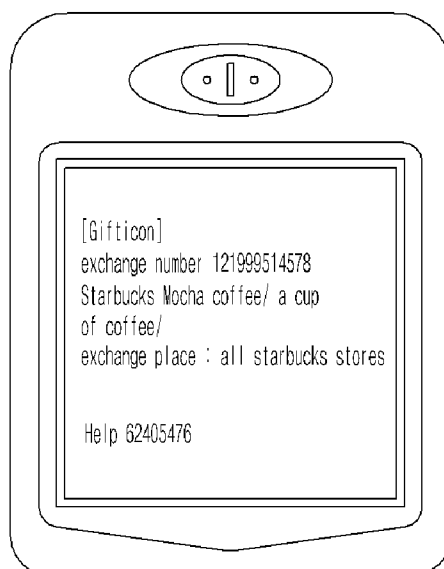 [Gifticon]
exchange number 121999514578
Starbucks Mocha coffee/ a cup
of coffee/
exchange place : all starbucks stores
Help 62405476